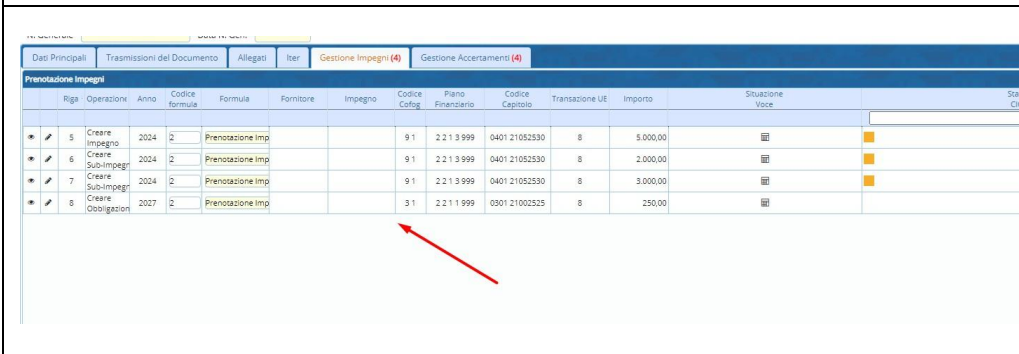 Dati Principali Trasmissioni del Documento Allegati Iter Gestione Impegni (4) Gestione Accertamenti (4)
Prenotazione Impegni
Riga Operazione Anno Codice formula Formula Fornitore Impegno Codice Cofog Piano Finanziario Codice Capitolo Transazione UE Importo Situazione Voce
5 Creare Impegno 2024 2 Prenotazione Imp 9 1 2 2 1 3 999 0401 21052530 8 5.000,00
6 Creare Sub-Impegr 2024 2 Prenotazione Imp 9 1 2 2 1 3 999 0401 21052530 8 2.000,00
7 Creare Sub-Impegr 2024 2 Prenotazione Imp 9 1 2 2 1 3 999 0401 21052530 8 3.000,00
8 Creare Obbligazion 2027 2 Prenotazione Imp 3 1 2 2 1 1 999 0301 21002525 8 250,00